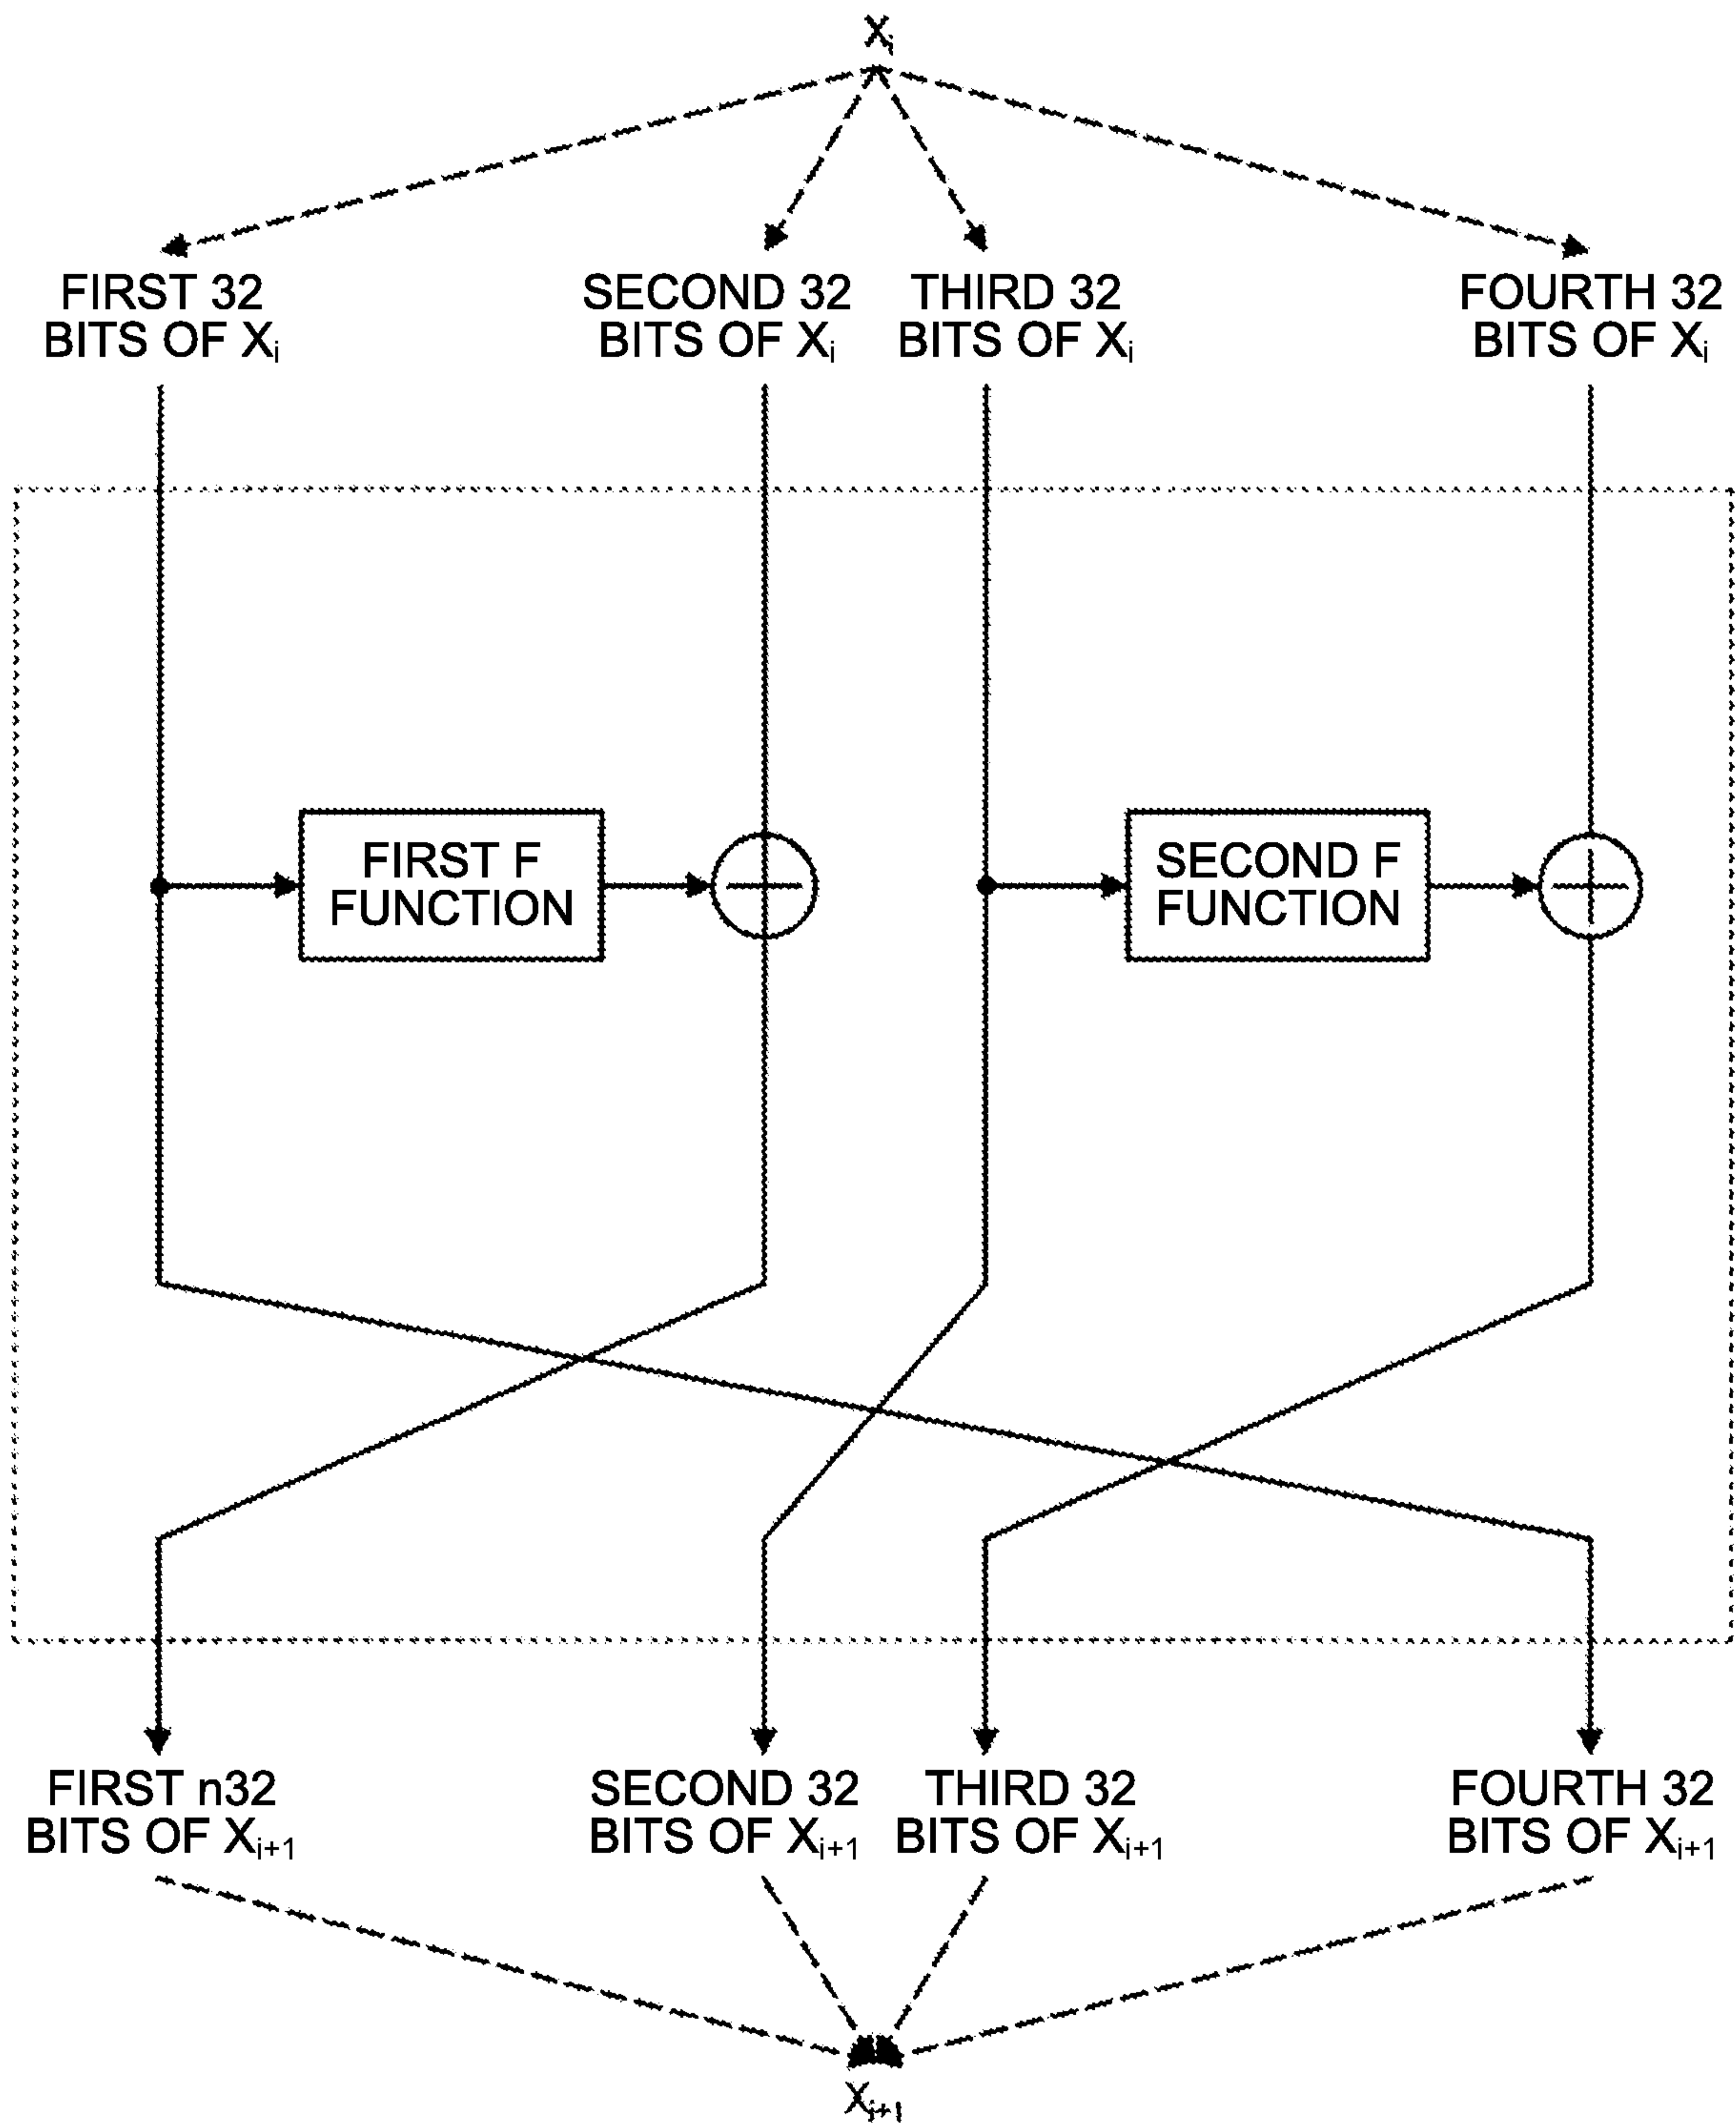 Xi
FIRST 32
BITS OF Xi
SECOND 32
BITS OF Xi
THIRD 32
BITS OF Xi
FOURTH 32
BITS OF Xi
FIRST F
FUNCTION
SECOND F
FUNCTION
FIRST n32
BITS OF Xi+1
SECOND 32
BITS OF Xi+1
THIRD 32
BITS OF Xi+1
FOURTH 32
BITS OF Xi+1
Xi+1